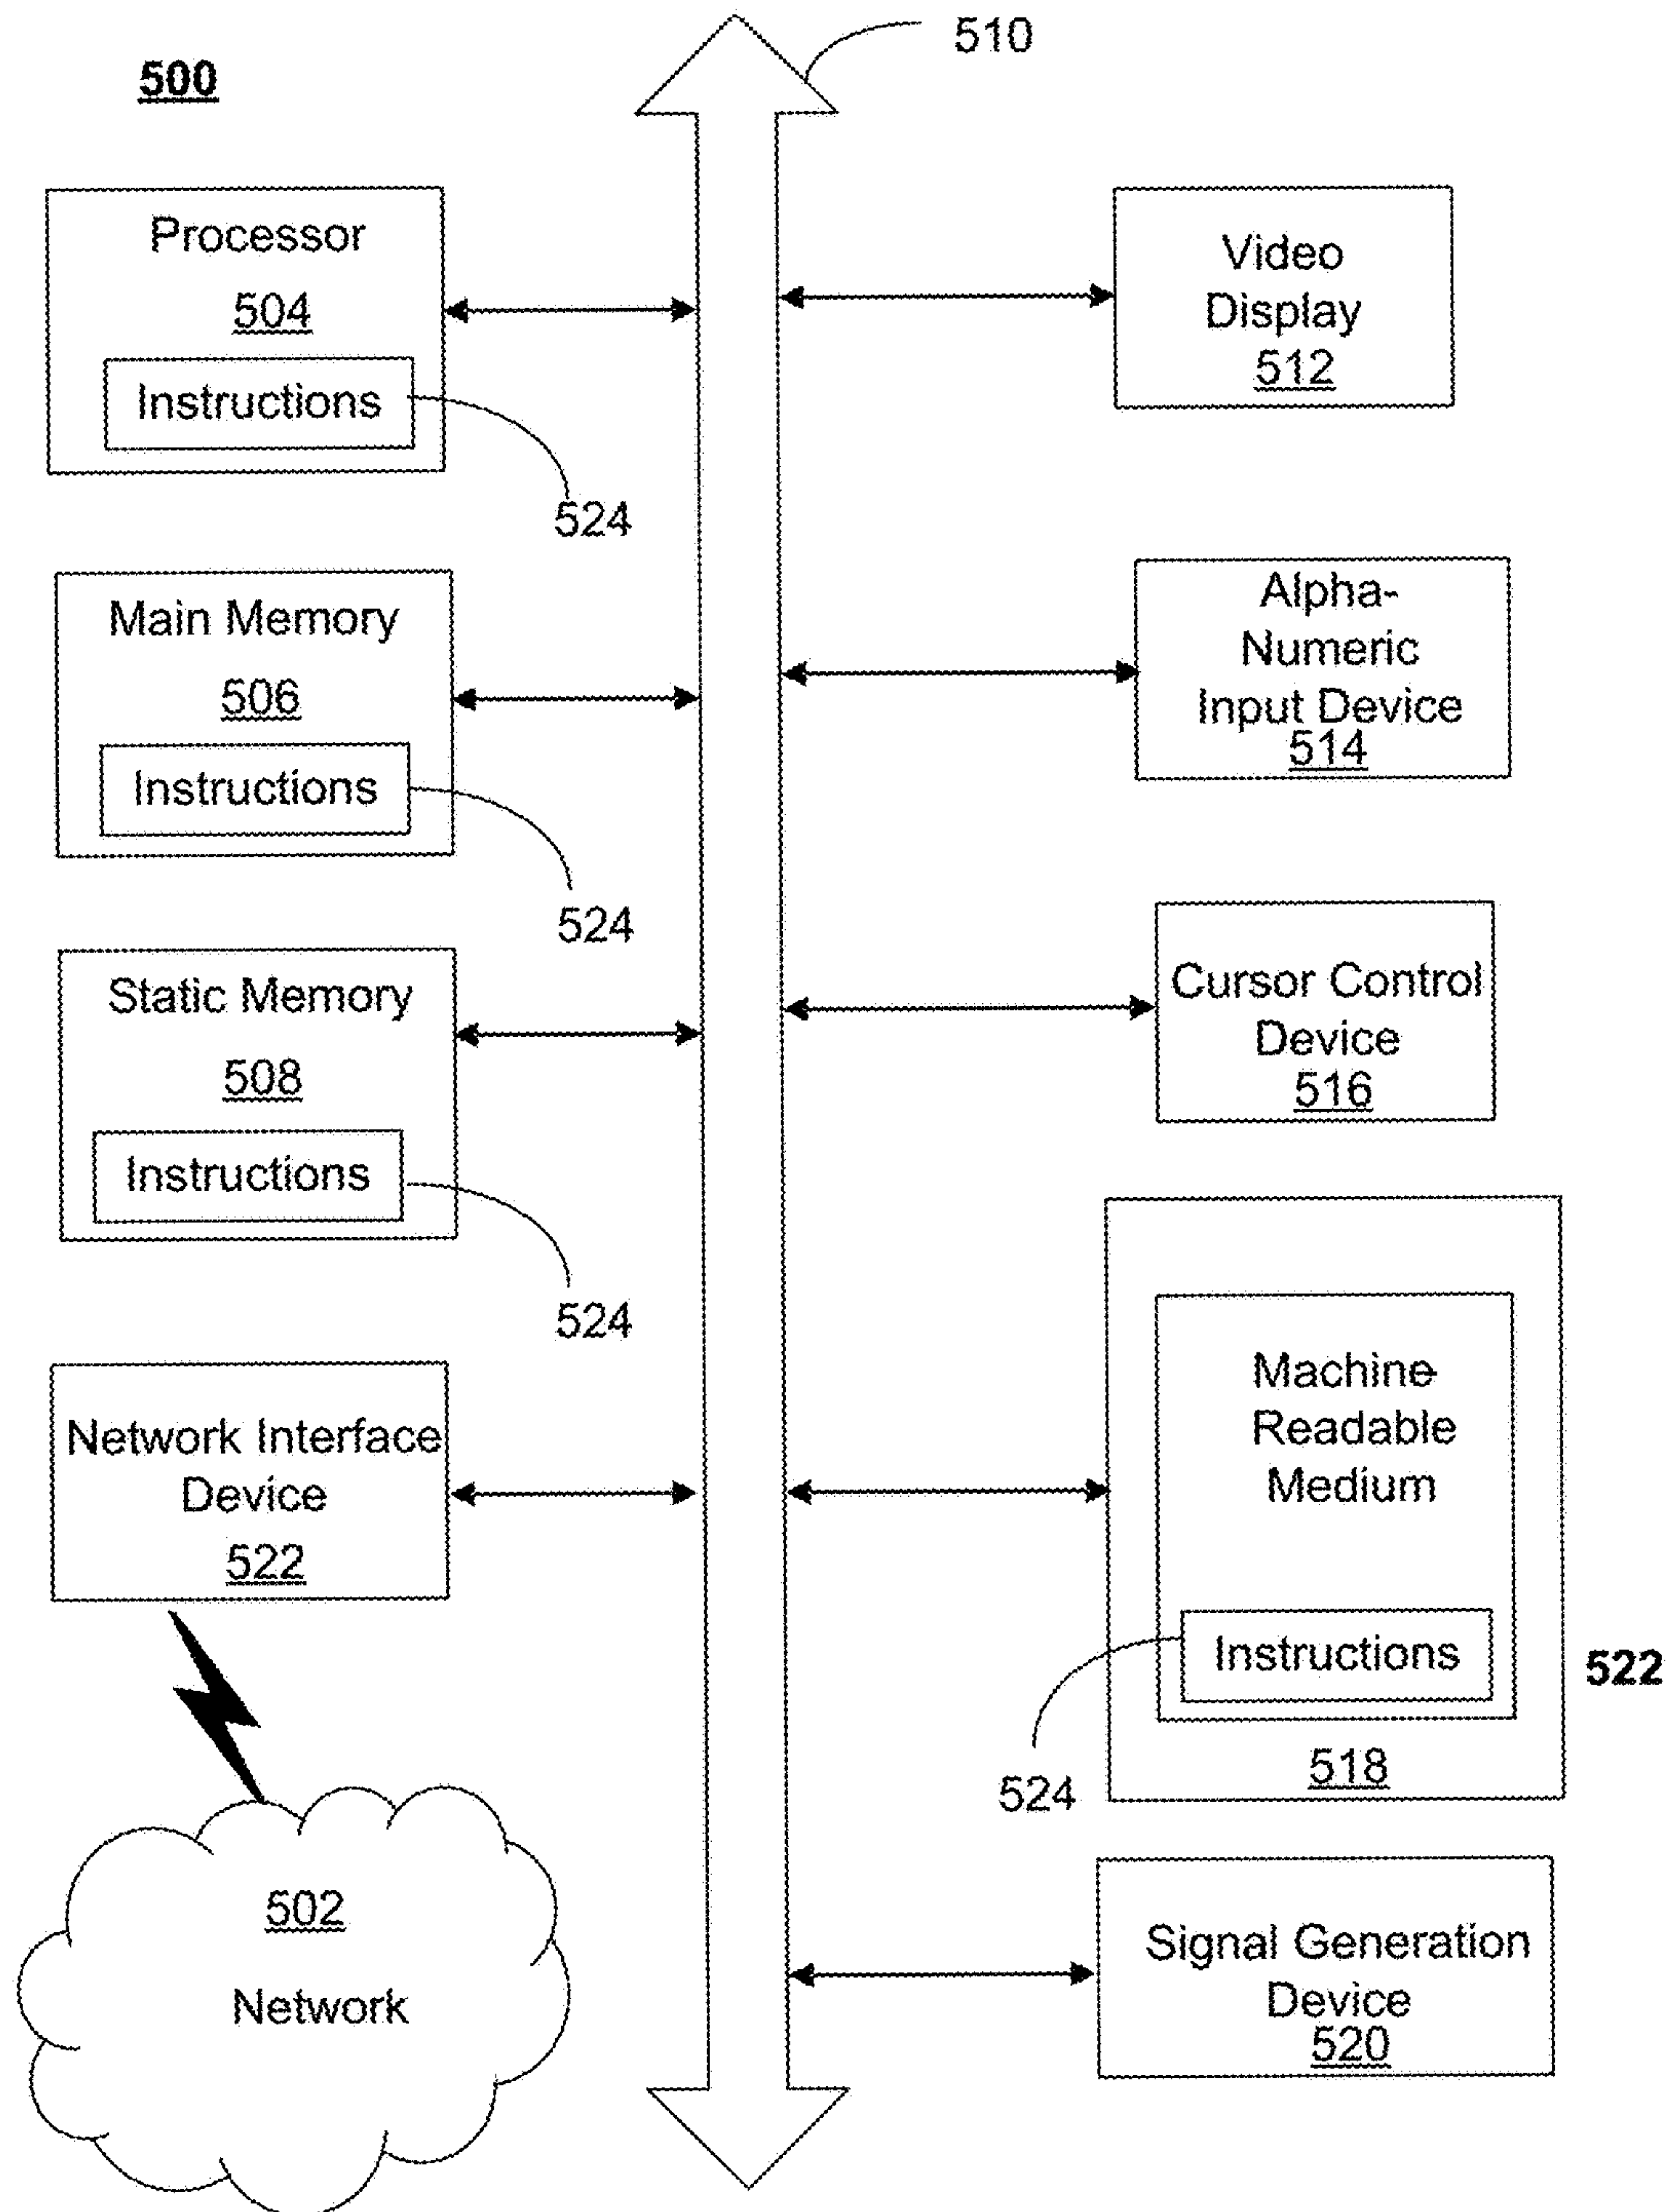 500
510
Processor
504
Instructions
524
Main Memory
506
Instructions
524
Static Memory
508
Instructions
524
Network Interface
Device
522
502
Network
Video
Display
512
Alpha-
Numeric
Input Device
514
Cursor Control
Device
516
Machine
Readable
Medium
Instructions
522
524
518
Signal Generation
Device
520